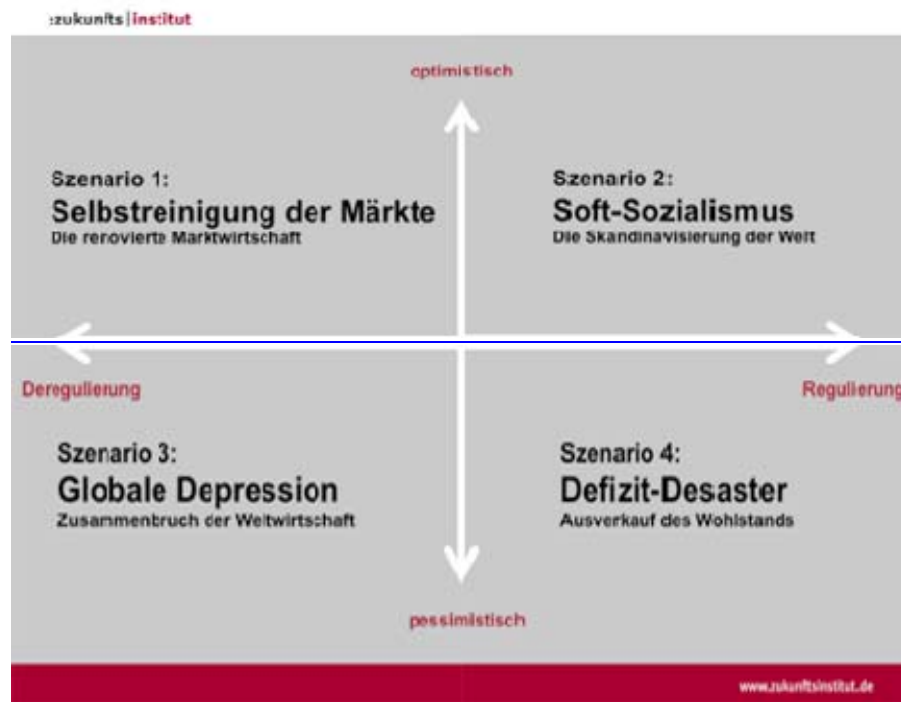 :zukunfts|institut
optimistisch
Szenario 1:
Selbstreinigung der Märkte
Die renovierte Marktwirtschaft
Szenario 2:
Soft-Sozialismus
Die Skandinavisierung der Welt
Deregulierung
Regulierung
Szenario 3:
Globale Depression
Zusammenbruch der Weltwirtschaft
Szenario 4:
Defizit-Desaster
Ausverkauf des Wohlstands
pessimistisch
www.zukunftsinstitut.de